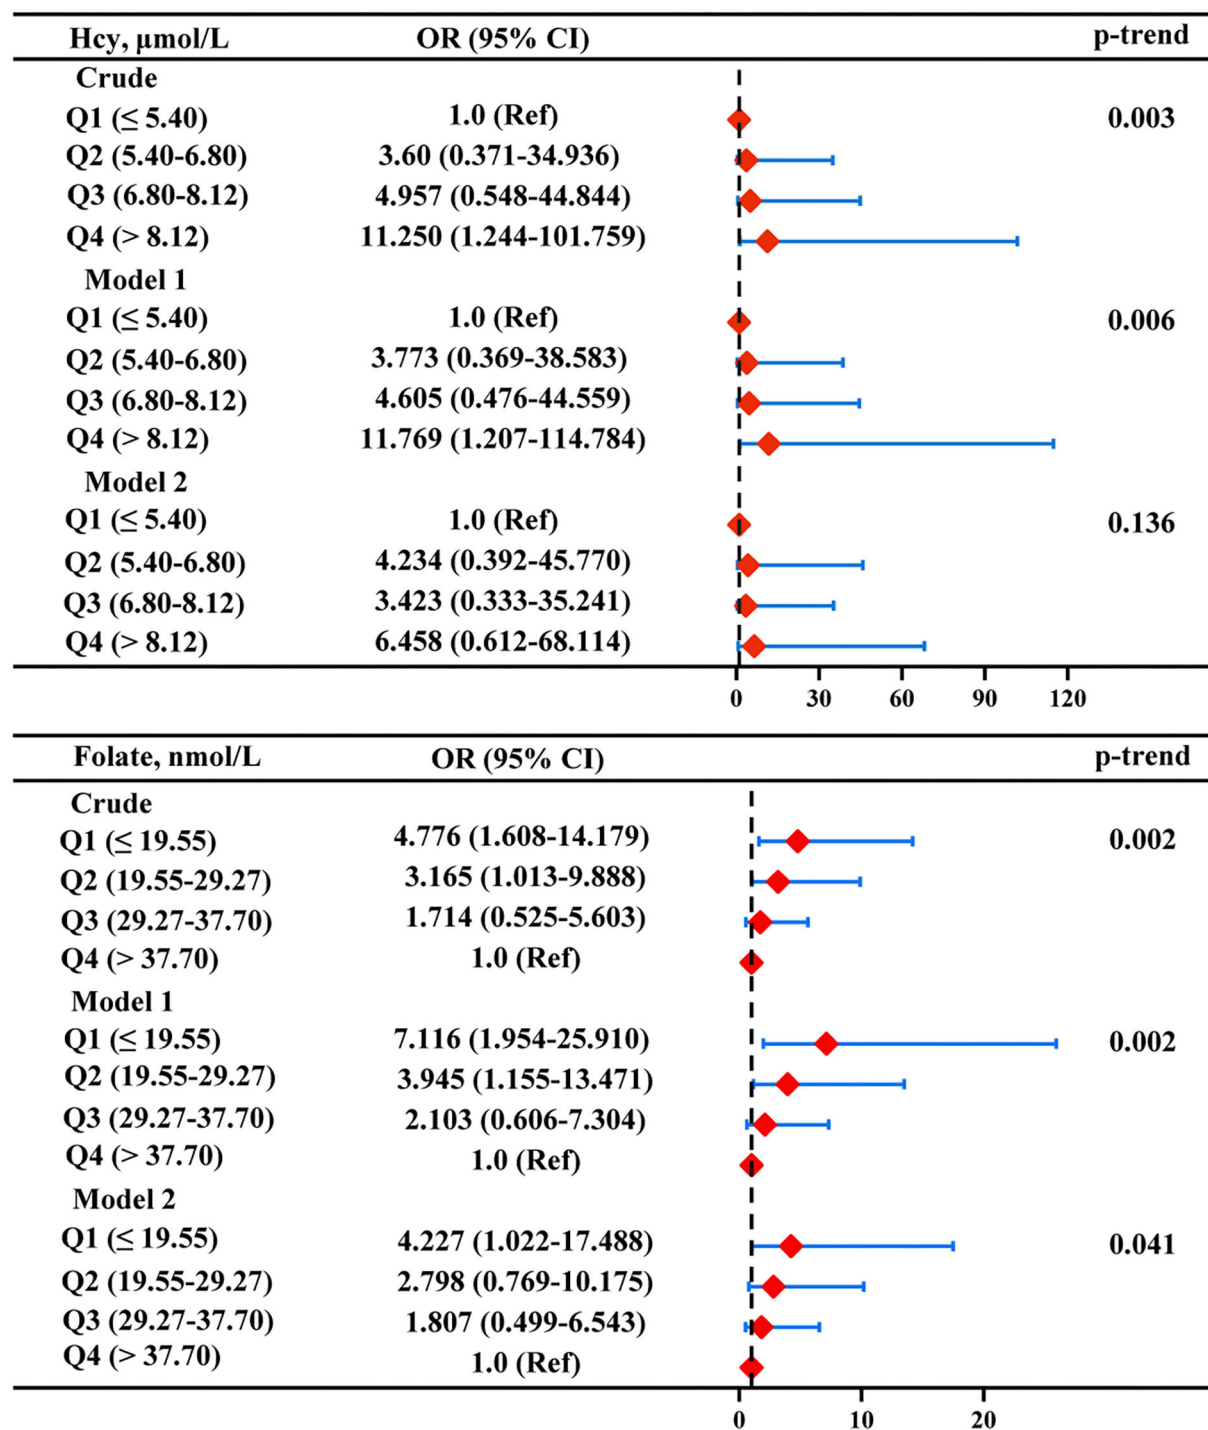 Hcy, μmol/L OR (95% CI) p-trend
Crude
Q1 (≤ 5.40) 1.0 (Ref) 0.003
Q2 (5.40-6.80) 3.60 (0.371-34.936)
Q3 (6.80-8.12) 4.957 (0.548-44.844)
Q4 (> 8.12) 11.250 (1.244-101.759)
Model 1
Q1 (≤ 5.40) 1.0 (Ref) 0.006
Q2 (5.40-6.80) 3.773 (0.369-38.583)
Q3 (6.80-8.12) 4.605 (0.476-44.559)
Q4 (> 8.12) 11.769 (1.207-114.784)
Model 2
Q1 (≤ 5.40) 1.0 (Ref) 0.136
Q2 (5.40-6.80) 4.234 (0.392-45.770)
Q3 (6.80-8.12) 3.423 (0.333-35.241)
Q4 (> 8.12) 6.458 (0.612-68.114)
0 30 60 90 120
Folate, nmol/L OR (95% CI) p-trend
Crude
Q1 (≤ 19.55) 4.776 (1.608-14.179) 0.002
Q2 (19.55-29.27) 3.165 (1.013-9.888)
Q3 (29.27-37.70) 1.714 (0.525-5.603)
Q4 (> 37.70) 1.0 (Ref)
Model 1
Q1 (≤ 19.55) 7.116 (1.954-25.910) 0.002
Q2 (19.55-29.27) 3.945 (1.155-13.471)
Q3 (29.27-37.70) 2.103 (0.606-7.304)
Q4 (> 37.70) 1.0 (Ref)
Model 2
Q1 (≤ 19.55) 4.227 (1.022-17.488) 0.041
Q2 (19.55-29.27) 2.798 (0.769-10.175)
Q3 (29.27-37.70) 1.807 (0.499-6.543)
Q4 (> 37.70) 1.0 (Ref)
0 10 20